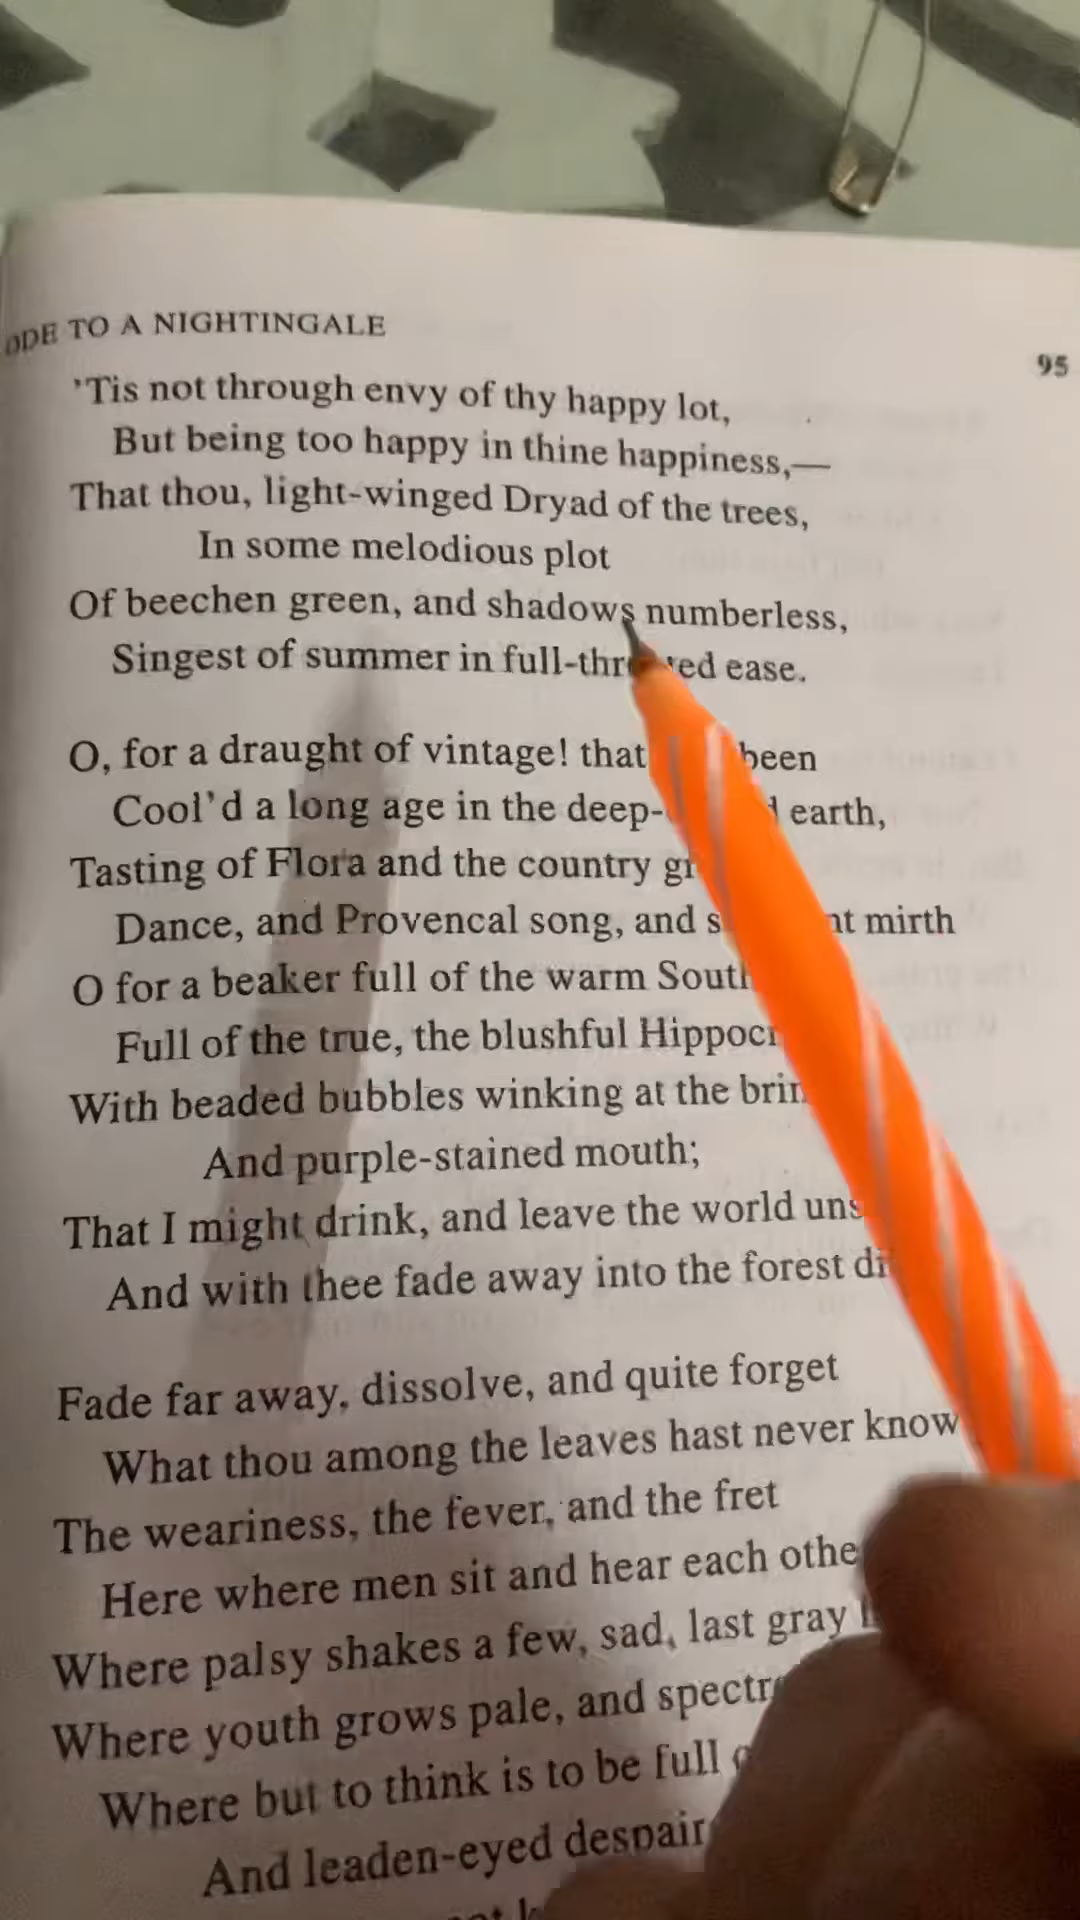 ODE TO A NIGHTINGALE
95
’Tis not through envy of thy happy lot,
But being too happy in thine happiness,—
That thou, light-winged Dryad of the trees,
In some melodious plot
Of beechen green, and shadows numberless,
Singest of summer in ease.
O, for a draught of vintage! that been
Cool’d a long age in the earth,
Tasting of Flora and the country
Dance, and Provencal song, and mirth
O for a beaker full of the warm
Full of the true, the blushful
With beaded bubbles winking at the
And purple-stained mouth;
That I might drink, and leave the world
And with thee fade away into the forest
Fade far away, dissolve, and quite forget
What thou among the leaves hast never know
The weariness, the fever, and the fret
Here where men sit and hear each
Where palsy shakes a few, sad, last gray
Where youth grows pale, and
Where but to think is to be full
And leaden-eyed despair